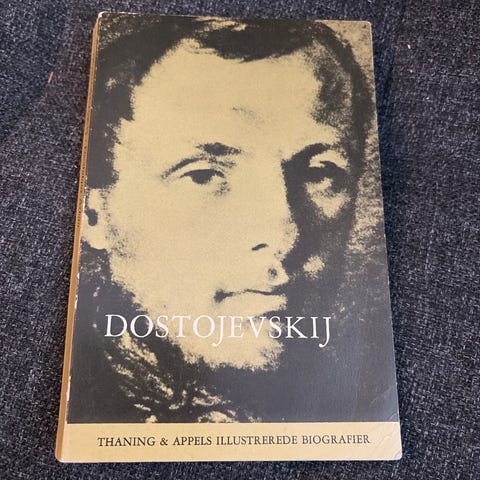 DOSTOJEVSKIJ
THANING & APPELS ILLUSTREREDE BIOGRAFIER